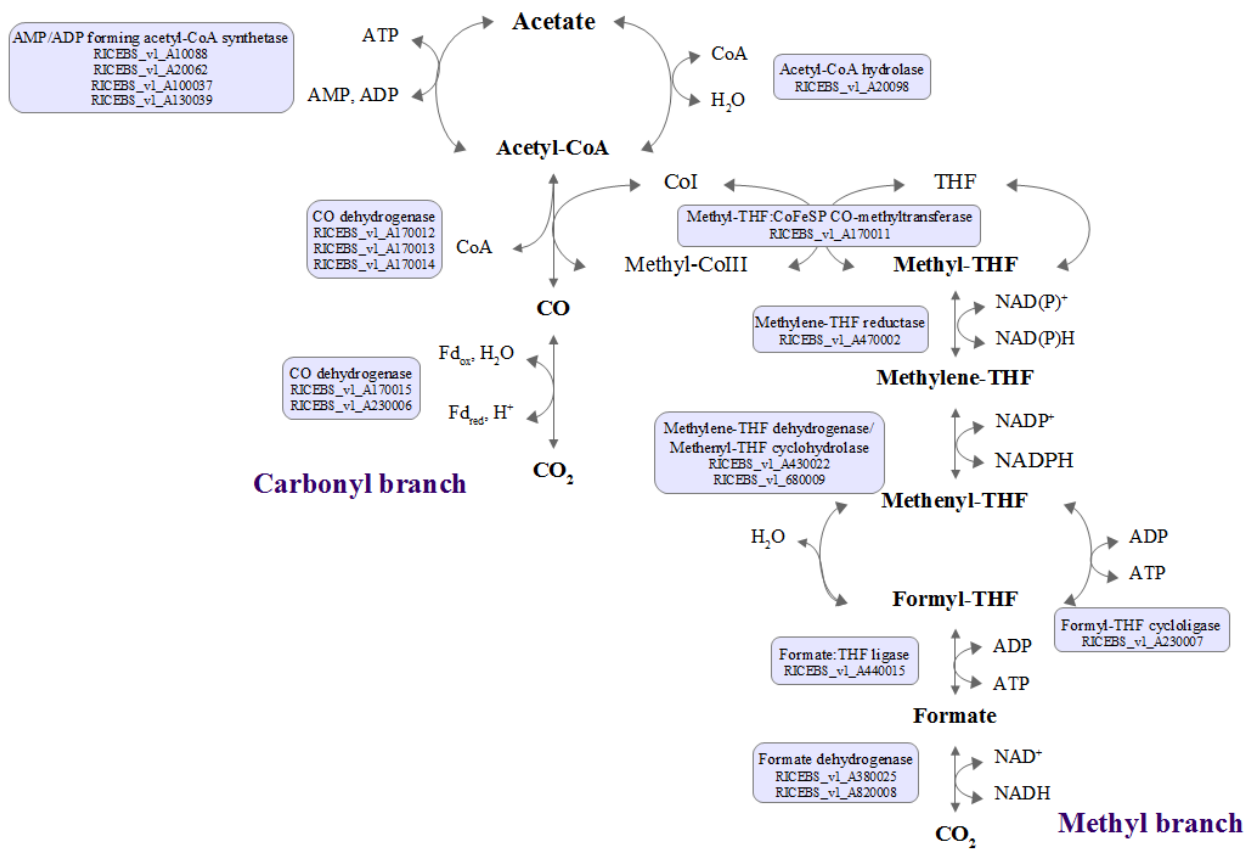 Acetate
AMP/ADP forming acetyl-CoA synthetase
RICEBS_v1_A10088
RICEBS_v1_A20062
RICEBS_v1_A100037
RICEBS_v1_A130039
ATP
AMP, ADP
CoA
H₂O
Acetyl-CoA hydrolase
RICEBS_v1_A20098
Acetyl-CoA
CoI
THF
CO dehydrogenase
RICEBS_v1_A170012
RICEBS_v1_A170013
RICEBS_v1_A170014
CoA
Methyl-THF:CoFeSP CO-methyltransferase
RICEBS_v1_A170011
Methyl-CoIII
Methyl-THF
CO
Methylene-THF reductase
RICEBS_v1_A470002
NAD(P)⁺
NAD(P)H
CO dehydrogenase
RICEBS_v1_A170015
RICEBS_v1_A230006
Fd_ox, H₂O
Fd_red, H⁺
Methylene-THF
CO₂
Carbonyl branch
Methylene-THF dehydrogenase/
Methenyl-THF cyclohydrolase
RICEBS_v1_A430022
RICEBS_v1_680009
NADP⁺
NADPH
Methenyl-THF
H₂O
ADP
ATP
Formyl-THF
Formyl-THF cycloligase
RICEBS_v1_A230007
Formate:THF ligase
RICEBS_v1_A440015
ADP
ATP
Formate
Formate dehydrogenase
RICEBS_v1_A380025
RICEBS_v1_A820008
NAD⁺
NADH
CO₂
Methyl branch